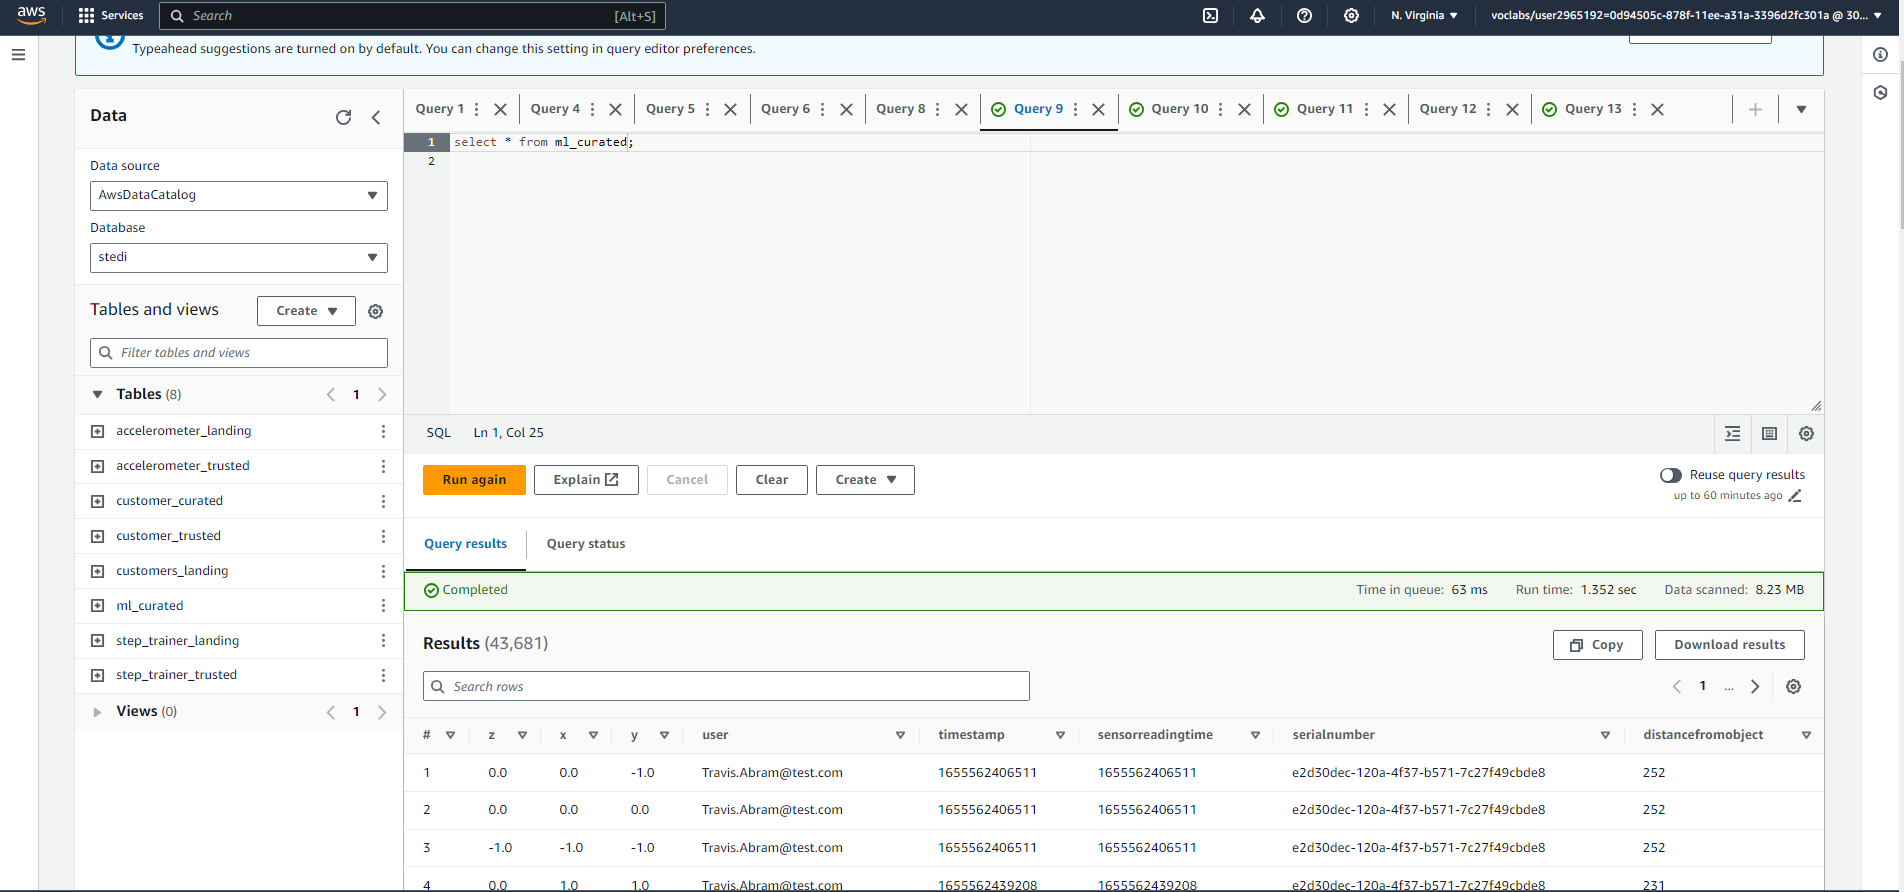 aws Services Search [Alt+S] N. Virginia voclabs/user2965192=0d94505c-878f-11ee-a31a-3396d2fc301a @ 30...
Typeahead suggestions are turned on by default. You can change this setting in query editor preferences.
Data
Data source
AwsDataCatalog
Database
stedi
Tables and views Create
Filter tables and views
Tables (8) 1
accelerometer_landing
accelerometer_trusted
customer_curated
customer_trusted
customers_landing
ml_curated
step_trainer_landing
step_trainer_trusted
Views (0) 1
Query 1 Query 4 Query 5 Query 6 Query 8 Query 9 Query 10 Query 11 Query 12 Query 13
1 select * from ml_curated;
2
SQL Ln 1, Col 25
Run again Explain Cancel Clear Create Reuse query results
up to 60 minutes ago
Query results Query status
Completed Time in queue: 63 ms Run time: 1.352 sec Data scanned: 8.23 MB
Results (43,681) Copy Download results
Search rows 1 ...
# z x y user timestamp sensorreadingtime serialnumber distancefromobject
1 0.0 0.0 -1.0 Travis.Abram@test.com 1655562406511 1655562406511 e2d30dec-120a-4f37-b571-7c27f49cbde8 252
2 0.0 0.0 0.0 Travis.Abram@test.com 1655562406511 1655562406511 e2d30dec-120a-4f37-b571-7c27f49cbde8 252
3 -1.0 -1.0 -1.0 Travis.Abram@test.com 1655562406511 1655562406511 e2d30dec-120a-4f37-b571-7c27f49cbde8 252
4 0.0 1.0 1.0 Travis.Abram@test.com 1655562439208 1655562439208 e2d30dec-120a-4f37-b571-7c27f49cbde8 231